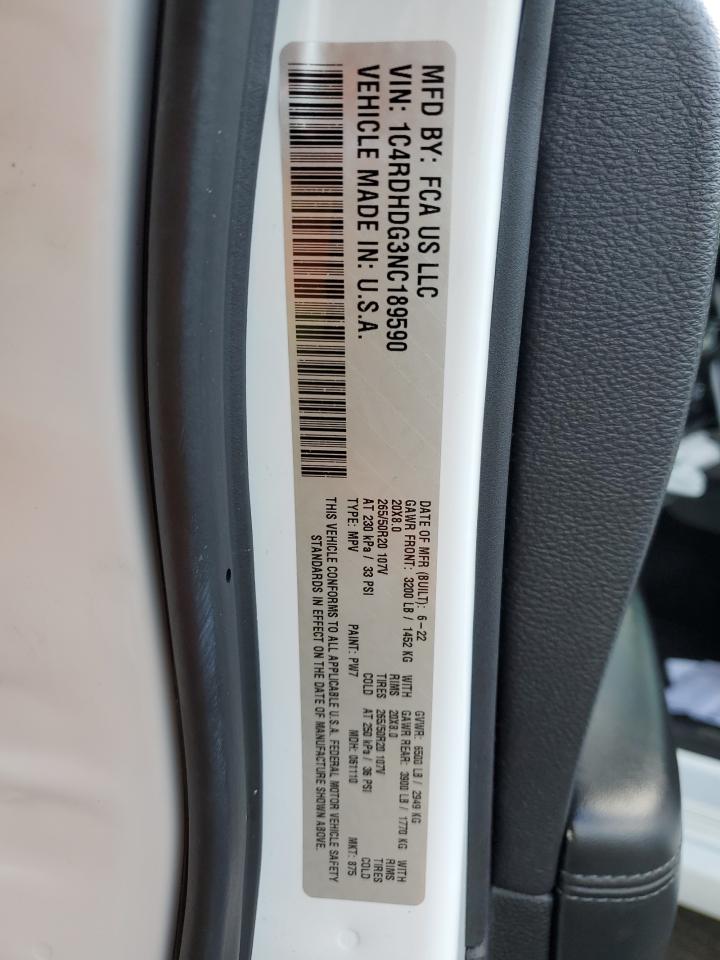 MFD BY: FCA US LLC
VIN: 1C4RDHDG3NC189590
VEHICLE MADE IN: U.S.A.
DATE OF MFR (BUILT): 6-22 GVWR: 6500 LB / 2949 KG
GAWR FRONT: 3200 LB / 1452 KG WITH GAWR REAR: 3900 LB / 1770 KG WITH
20X8.0 RIMS 20X8.0 RIMS
265/50R20 107V TIRES 265/50R20 107V TIRES
AT 230 kPa / 33 PSI COLD AT 250 kPa / 36 PSI COLD
TYPE: MPV PAINT: PW7 MDH: 061110 MKT: 875
THIS VEHICLE CONFORMS TO ALL APPLICABLE U.S.A. FEDERAL MOTOR VEHICLE SAFETY
STANDARDS IN EFFECT ON THE DATE OF MANUFACTURE SHOWN ABOVE.